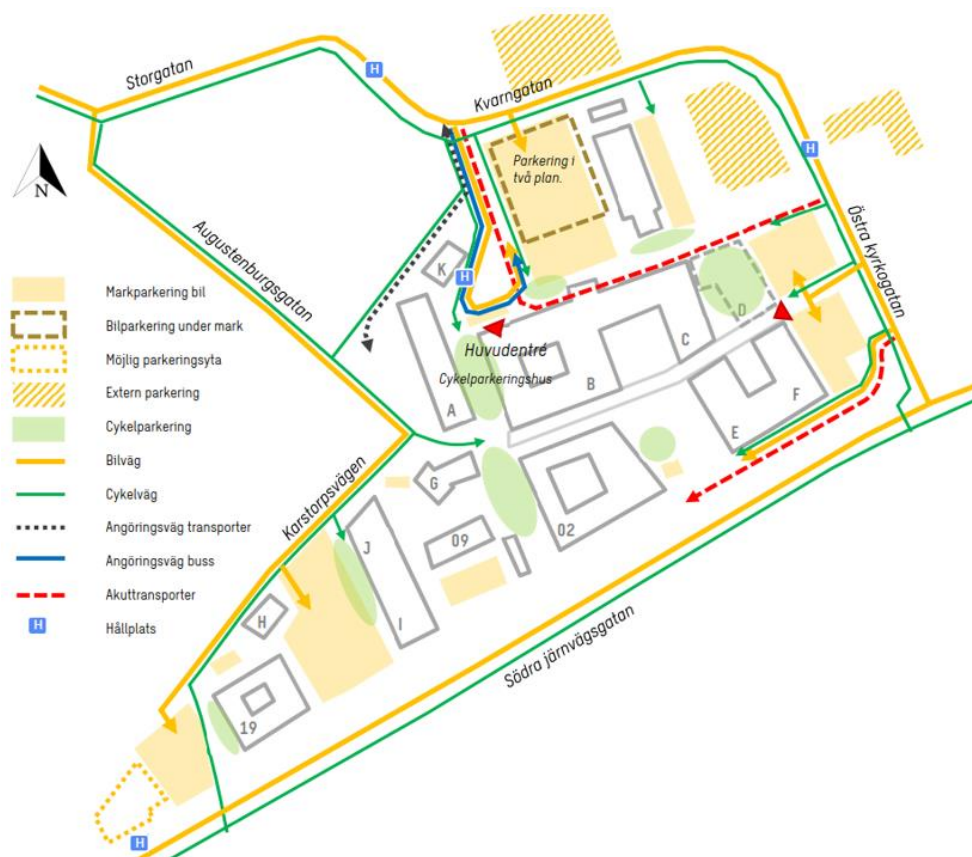 Storgatan
H
Kvarngatan
Parkering i
två plan.
H
N
Augustenburgsgatan
Östra kyrkogatan
K
H
D
C
Huvudentré
Cykelparkeringshus
B
A
F
E
Markparkering bil
Bilparkering under mark
Möjlig parkeringsyta
Extern parkering
Cykelparkering
Bilväg
Cykelväg
Angöringsväg transporter
Angöringsväg buss
Akuttransporter
H
Hållplats
Karstorpsvägen
G
J
09
02
I
H
19
Södra järnvägsgatan
H